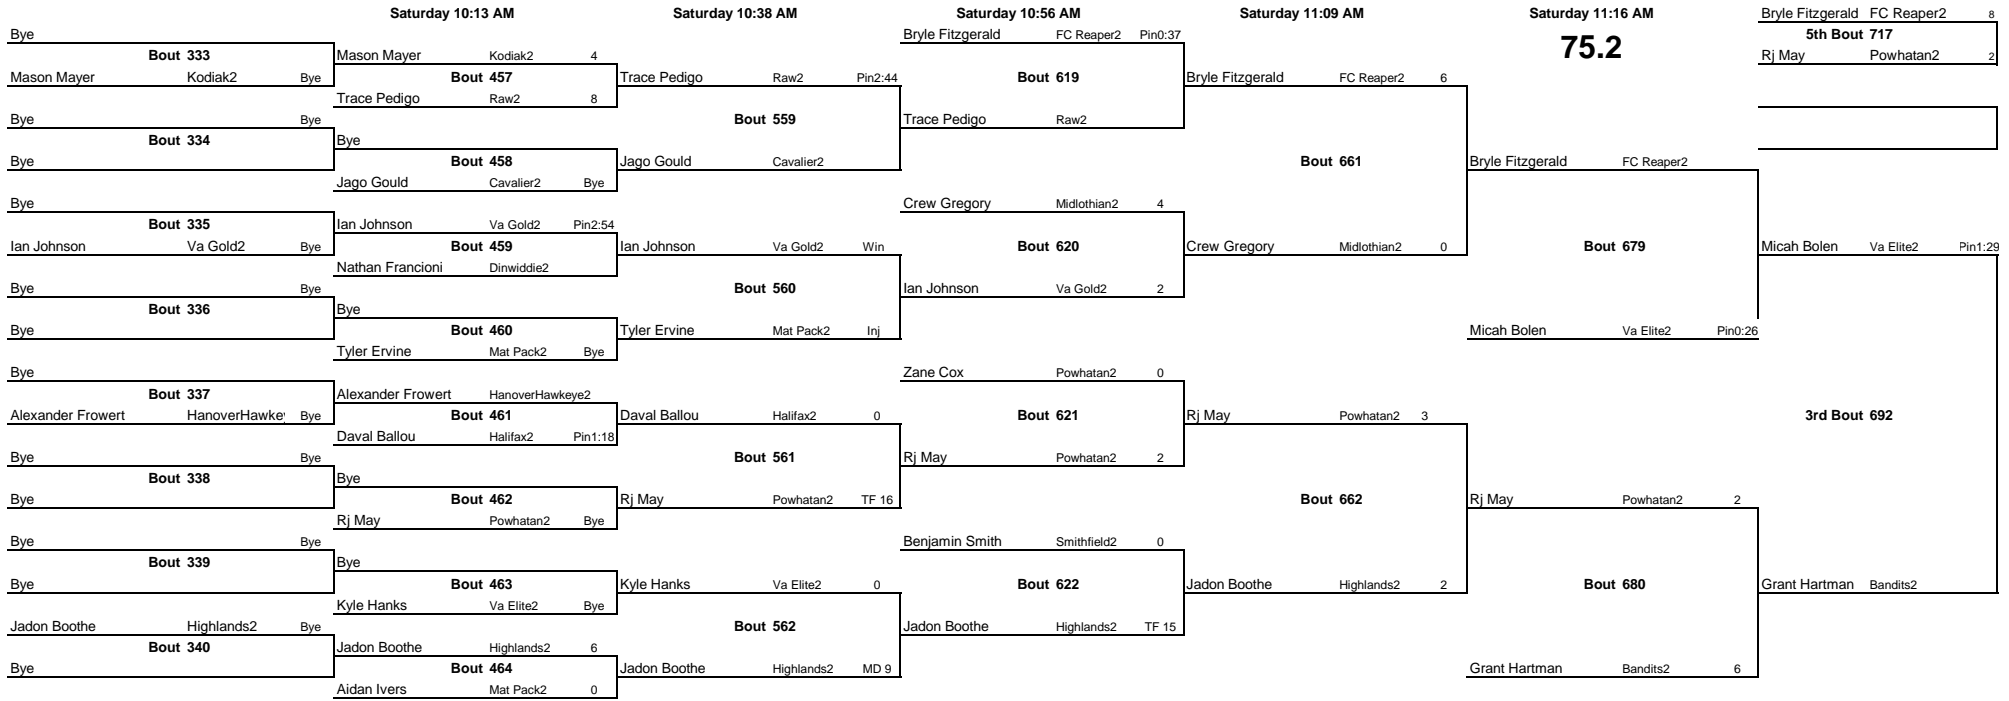 Saturday 10:13 AM Saturday 10:38 AM Saturday 10:56 AM Saturday 11:09 AM Saturday 11:16 AM Bryle Fitzgerald FC Reaper2 8
Bye Bryle Fitzgerald FC Reaper2 Pin0:37 75.2 5th Bout 717
Bout 333 Mason Mayer Kodiak2 4 Rj May Powhatan2 2
Mason Mayer Kodiak2 Bye Bout 457 Trace Pedigo Raw2 Pin2:44 Bout 619 Bryle Fitzgerald FC Reaper2 6
Trace Pedigo Raw2 8
Bye Bye Bout 559 Trace Pedigo Raw2
Bout 334 Bye
Bye Bout 458 Jago Gould Cavalier2 Bout 661 Bryle Fitzgerald FC Reaper2
Jago Gould Cavalier2 Bye
Bye Crew Gregory Midlothian2 4
Bout 335 Ian Johnson Va Gold2 Pin2:54
Ian Johnson Va Gold2 Bye Bout 459 Ian Johnson Va Gold2 Win Bout 620 Crew Gregory Midlothian2 0 Bout 679 Micah Bolen Va Elite2 Pin1:29
Nathan Francioni Dinwiddie2
Bye Bye Bout 560 Ian Johnson Va Gold2 2
Bout 336 Bye
Bye Bout 460 Tyler Ervine Mat Pack2 Inj Micah Bolen Va Elite2 Pin0:26
Tyler Ervine Mat Pack2 Bye
Bye Zane Cox Powhatan2 0
Bout 337 Alexander Frowert HanoverHawkeye2
Alexander Frowert HanoverHawke Bye Bout 461 Daval Ballou Halifax2 0 Bout 621 Rj May Powhatan2 3 3rd Bout 692
Daval Ballou Halifax2 Pin1:18
Bye Bye Bout 561 Rj May Powhatan2 2
Bout 338 Bye
Bye Bout 462 Rj May Powhatan2 TF 16 Bout 662 Rj May Powhatan2 2
Rj May Powhatan2 Bye
Bye Bye Benjamin Smith Smithfield2 0
Bout 339 Bye
Bye Bout 463 Kyle Hanks Va Elite2 0 Bout 622 Jadon Boothe Highlands2 2 Bout 680 Grant Hartman Bandits2
Kyle Hanks Va Elite2 Bye
Jadon Boothe Highlands2 Bye Bout 562 Jadon Boothe Highlands2 TF 15
Bout 340 Jadon Boothe Highlands2 6
Bye Bout 464 Jadon Boothe Highlands2 MD 9 Grant Hartman Bandits2 6
Aidan Ivers Mat Pack2 0